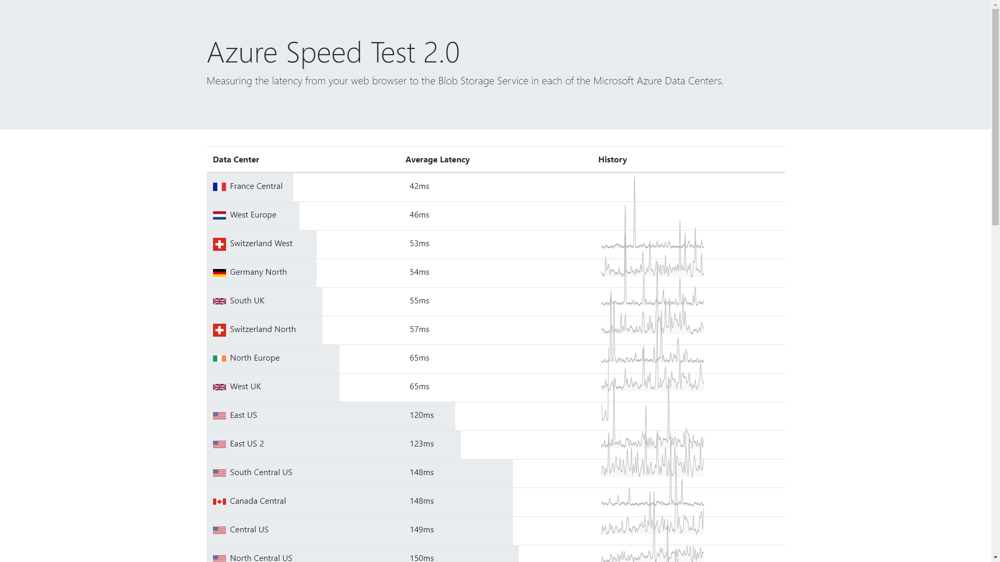 Azure Speed Test 2.0
Measuring the latency from your web browser to the Blob Storage Service in each of the Microsoft Azure Data Centers.
Data Center Average Latency History
France Central 42ms
West Europe 46ms
Switzerland West 53ms
Germany North 54ms
South UK 55ms
Switzerland North 57ms
North Europe 65ms
West UK 65ms
East US 120ms
East US 2 123ms
South Central US 148ms
Canada Central 148ms
Central US 149ms
North Central US 150ms